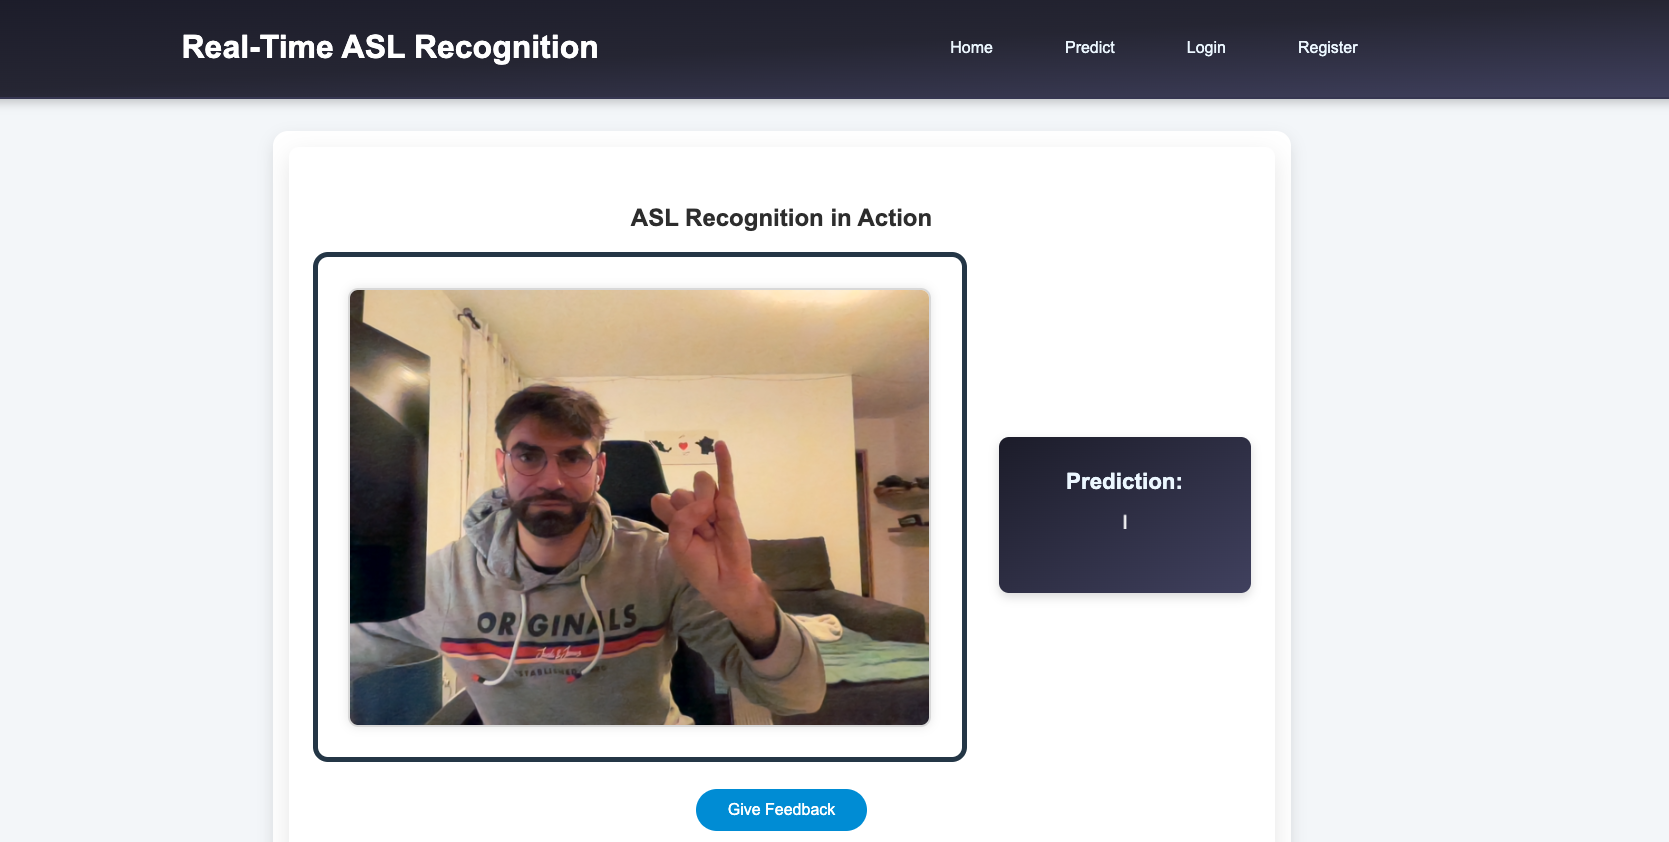 Real-Time ASL Recognition
Home Predict Login Register
ASL Recognition in Action
ORIGINALS
Prediction:
I
Give Feedback